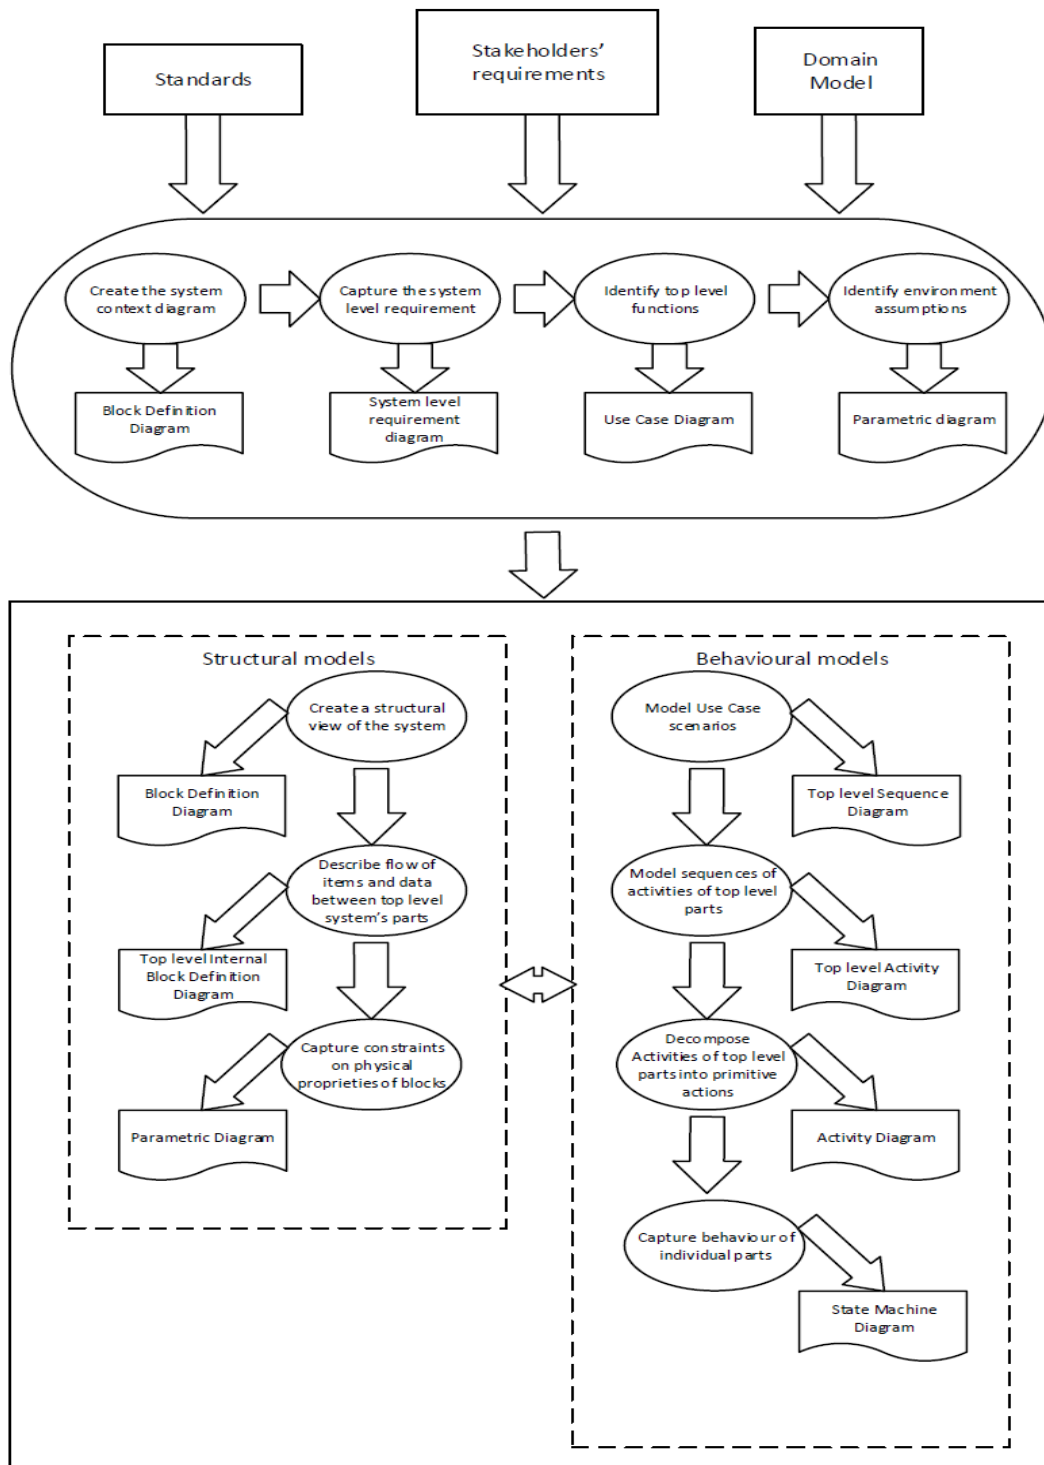 Standards
Stakeholders'
requirements
Domain
Model
Create the system
context diagram
Capture the system
level requirement
Identify top level
functions
Identify environment
assumptions
Block Definition
Diagram
System level
requirement
diagram
Use Case Diagram
Parametric diagram
Structural models
Create a structural
view of the system
Block Definition
Diagram
Describe flow of
items and data
between top level
system's parts
Top level Internal
Block Definition
Diagram
Capture constraints
on physical
proprieties of blocks
Parametric Diagram
Behavioural models
Model Use Case
scenarios
Top level Sequence
Diagram
Model sequences of
activities of top level
parts
Top level Activity
Diagram
Decompose
Activities of top level
parts into primitive
actions
Activity Diagram
Capture behaviour of
individual parts
State Machine
Diagram